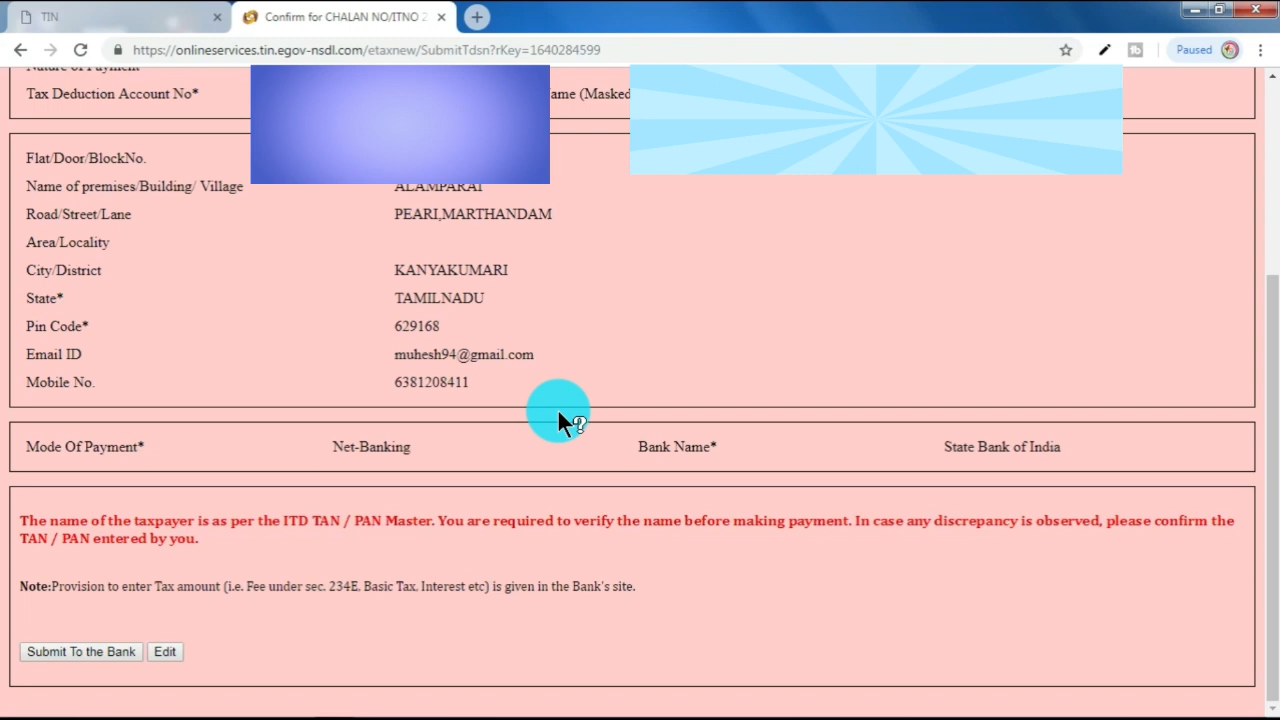 TIN
Confirm for CHALAN NO/ITNO 2
https://onlineservices.tin.egov-nsdl.com/etaxnew/SubmitTdsn?rKey=1640284599
Paused
Nature of Payment
Tax Deduction Account No* ame (Masked
Flat/Door/BlockNo.
Name of premises/Building/ Village ALAMPARAI
Road/Street/Lane PEARI,MARTHANDAM
Area/Locality
City/District KANYAKUMARI
State* TAMILNADU
Pin Code* 629168
Email ID muhesh94@gmail.com
Mobile No. 6381208411
Mode Of Payment* Net-Banking Bank Name* State Bank of India
The name of the taxpayer is as per the ITD TAN / PAN Master. You are required to verify the name before making payment. In case any discrepancy is observed, please confirm the
TAN / PAN entered by you.
Note:Provision to enter Tax amount (i.e. Fee under sec. 234E, Basic Tax, Interest etc) is given in the Bank's site.
Submit To the Bank Edit